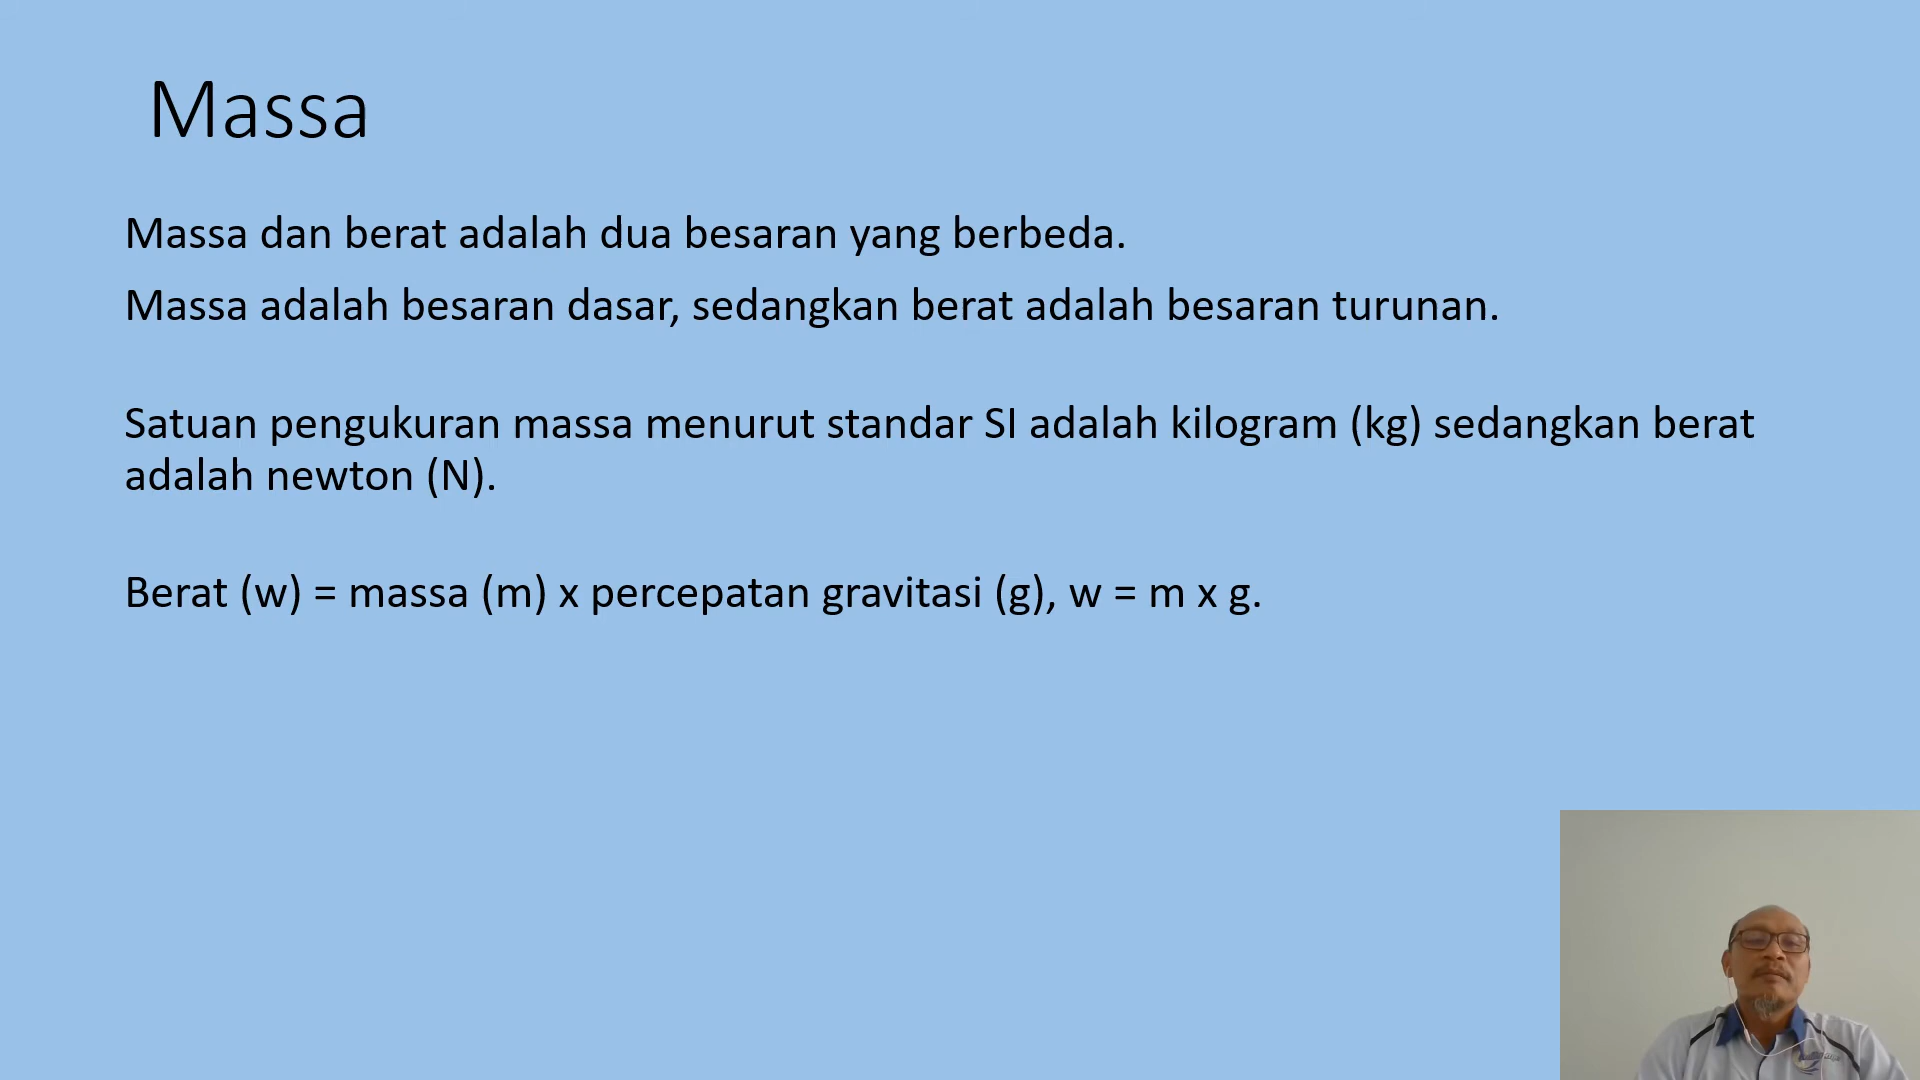 Massa
Massa dan berat adalah dua besaran yang berbeda.
Massa adalah besaran dasar, sedangkan berat adalah besaran turunan.
Satuan pengukuran massa menurut standar SI adalah kilogram (kg) sedangkan berat
adalah newton (N).
Berat (w) = massa (m) x percepatan gravitasi (g), w = m x g.